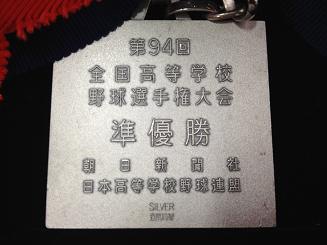 第94回
全国高等学校
野球選手権大会
準優勝
朝日新聞社
日本高等学校野球連盟
SILVER